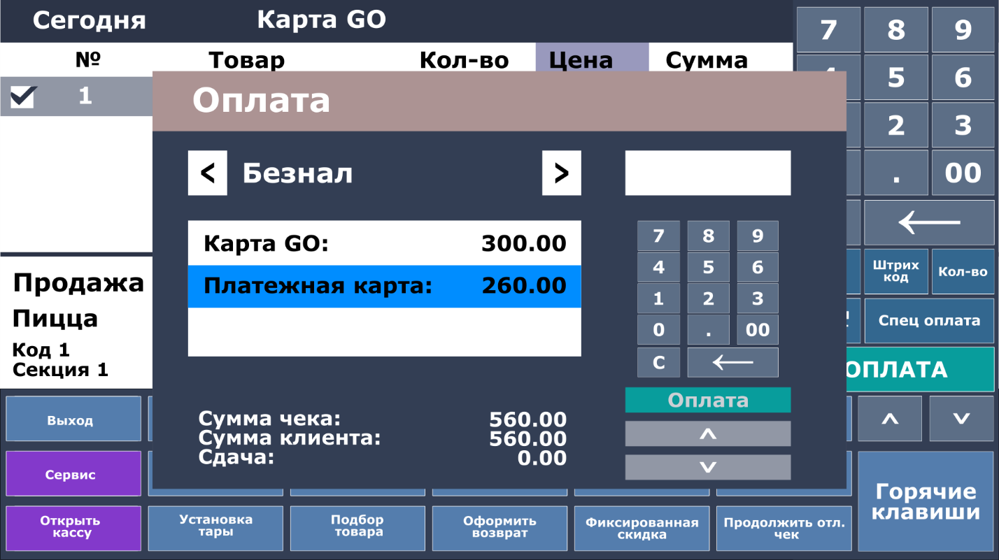 Сегодня
Карта GO
№ Товар Кол-во Цена Сумма
1
Оплата
< Безнал >
Карта GO: 300.00
Платежная карта: 260.00
7 8 9
4 5 6
1 2 3
0 . 00
C ←
Оплата
^
v
Сумма чека: 560.00
Сумма клиента: 560.00
Сдача: 0.00
Продажа
Пицца
Код 1
Секция 1
7 8 9
5 6
2 3
. 00
←
Штрих
код
Кол-во
Спец оплата
ОПЛАТА
^ v
Выход
Сервис
Открыть
кассу
Установка
тары
Подбор
товара
Оформить
возврат
Фиксированная
скидка
Продолжить отл.
чек
Горячие
клавиши